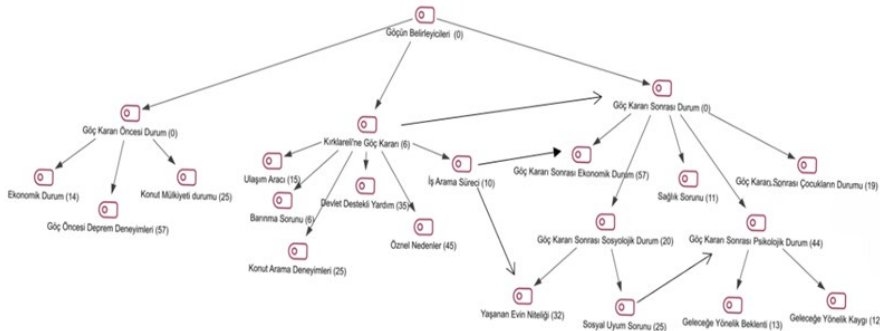 Göçün Belirleyicileri (0)
Göç Kararı Öncesi Durum (0)
Kırklareli'ne Göç Kararı (6)
Göç Kararı Sonrası Durum (0)
Ekonomik Durum (14)
Göç Öncesi Deprem Deneyimleri (57)
Konut Mülkiyeti durumu (25)
Ulaşım Aracı (15)
Barınma Sorunu (6)
Konut Arama Deneyimleri (25)
Devlet Destekli Yardım (35)
Öznel Nedenler (45)
İş Arama Süreci (10)
Göç Kararı Sonrası Ekonomik Durum (57)
Göç Kararı Sonrası Sosyolojik Durum (20)
Sağlık Sorunu (11)
Göç Kararı Sonrası Psikolojik Durum (44)
Göç Kararı Sonrası Çocukların Durumu (19)
Yaşanan Evin Niteliği (32)
Sosyal Uyum Sorunu (25)
Geleceğe Yönelik Beklenti (13)
Geleceğe Yönelik Kaygı (12